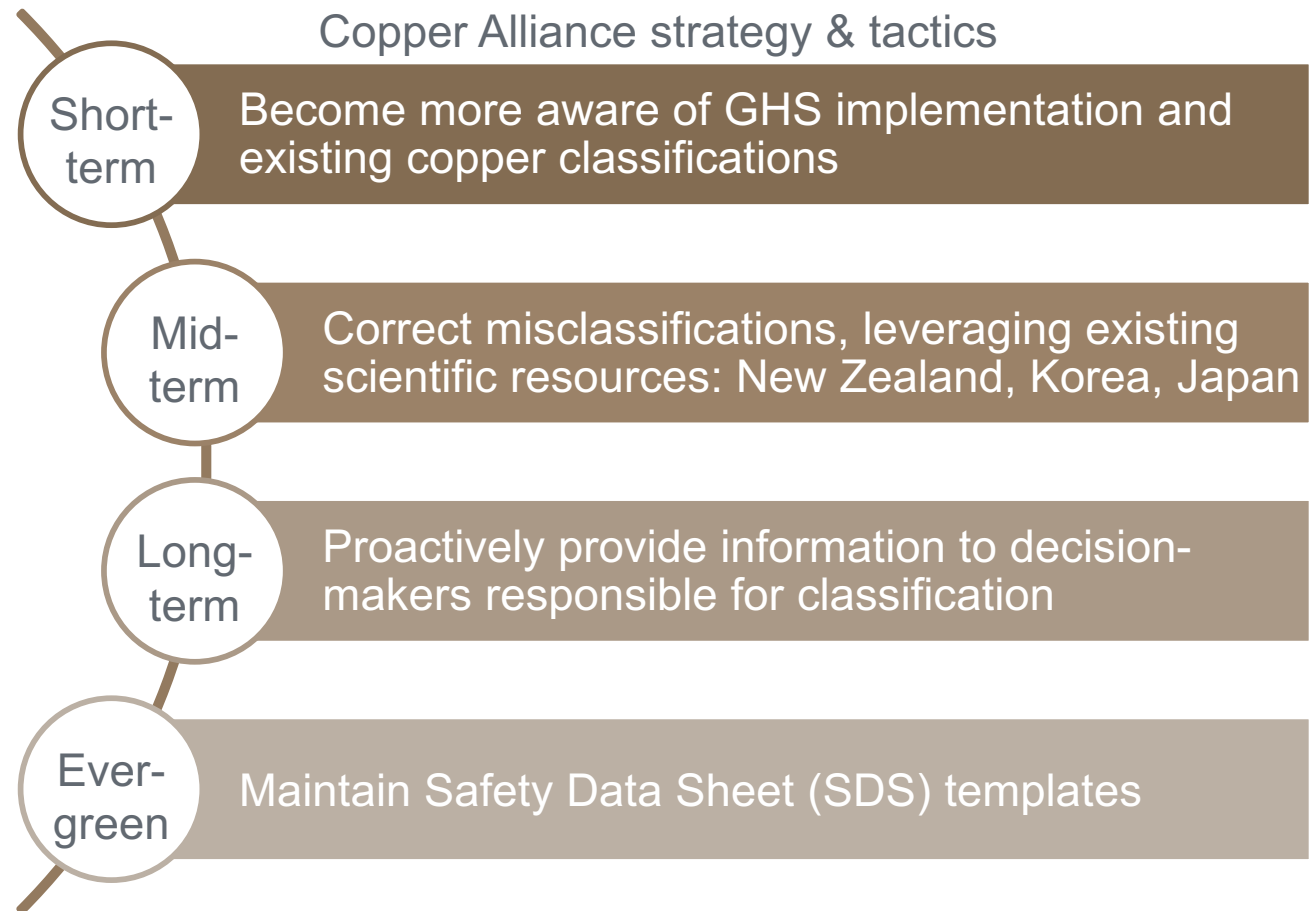 Copper Alliance strategy & tactics
Short-
term
Become more aware of GHS implementation and
existing copper classifications
Mid-
term
Correct misclassifications, leveraging existing
scientific resources: New Zealand, Korea, Japan
Long-
term
Proactively provide information to decision-
makers responsible for classification
Ever-
green
Maintain Safety Data Sheet (SDS) templates